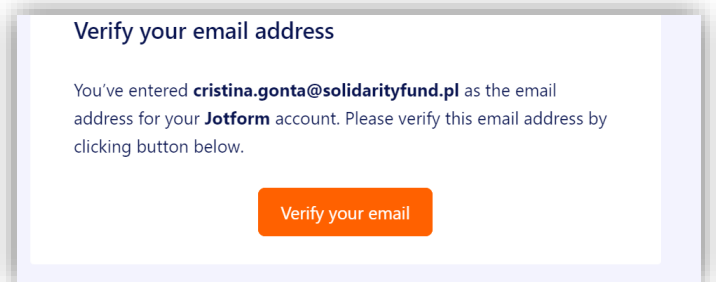 Verify your email address
You've entered cristina.gonta@solidarityfund.pl as the email
address for your Jotform account. Please verify this email address by
clicking button below.
Verify your email